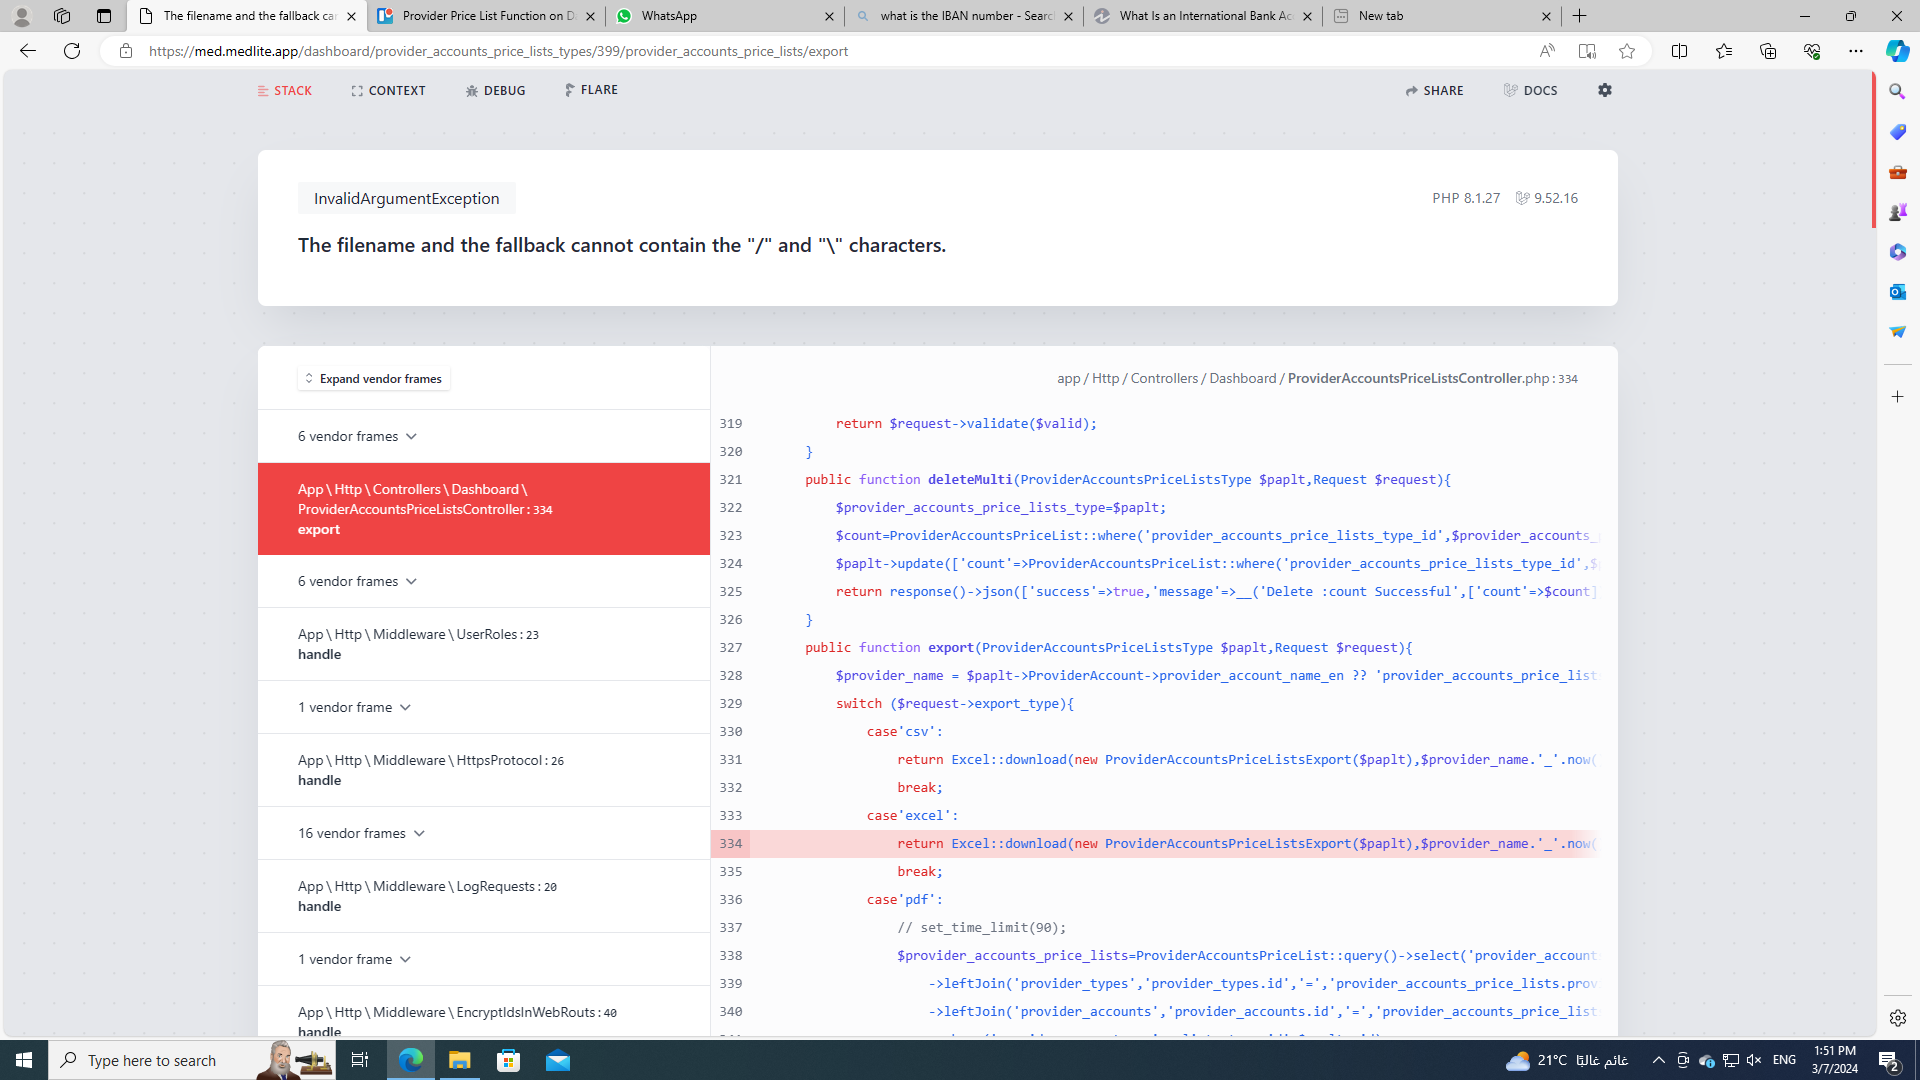 The filename and the fallback ca
Provider Price List Function on D
WhatsApp
what is the IBAN number - Searc
What Is an International Bank Ac
New tab
https://med.medlite.app/dashboard/provider_accounts_price_lists_types/399/provider_accounts_price_lists/export
STACK
CONTEXT
DEBUG
FLARE
SHARE
DOCS
InvalidArgumentException
PHP 8.1.27
9.52.16
The filename and the fallback cannot contain the "/" and "\" characters.
Expand vendor frames
app / Http / Controllers / Dashboard / ProviderAccountsPriceListsController.php : 334
6 vendor frames
App \ Http \ Controllers \ Dashboard \
ProviderAccountsPriceListsController : 334
export
6 vendor frames
App \ Http \ Middleware \ UserRoles : 23
handle
1 vendor frame
App \ Http \ Middleware \ HttpsProtocol : 26
handle
16 vendor frames
App \ Http \ Middleware \ LogRequests : 20
handle
1 vendor frame
App \ Http \ Middleware \ EncryptIdsInWebRouts : 40
handle
319 return $request->validate($valid);
320 }
321 public function deleteMulti(ProviderAccountsPriceListsType $paplt,Request $request){
322 $provider_accounts_price_lists_type=$paplt;
323 $count=ProviderAccountsPriceList::where('provider_accounts_price_lists_type_id',$provider_accounts_
324 $paplt->update(['count'=>ProviderAccountsPriceList::where('provider_accounts_price_lists_type_id',$
325 return response()->json(['success'=>true,'message'=>__('Delete :count Successful',['count'=>$count]
326 }
327 public function export(ProviderAccountsPriceListsType $paplt,Request $request){
328 $provider_name = $paplt->ProviderAccount->provider_account_name_en ?? 'provider_accounts_price_list
329 switch ($request->export_type){
330 case'csv':
331 return Excel::download(new ProviderAccountsPriceListsExport($paplt),$provider_name.'_'.now(
332 break;
333 case'excel':
334 return Excel::download(new ProviderAccountsPriceListsExport($paplt),$provider_name.'_'.now(
335 break;
336 case'pdf':
337 // set_time_limit(90);
338 $provider_accounts_price_lists=ProviderAccountsPriceList::query()->select('provider_account
339 ->leftJoin('provider_types','provider_types.id','=','provider_accounts_price_lists.prov
340 ->leftJoin('provider_accounts','provider_accounts.id','=','provider_accounts_price_list
Type here to search
21°C غائم غالبًا
ENG
1:51 PM
3/7/2024
2